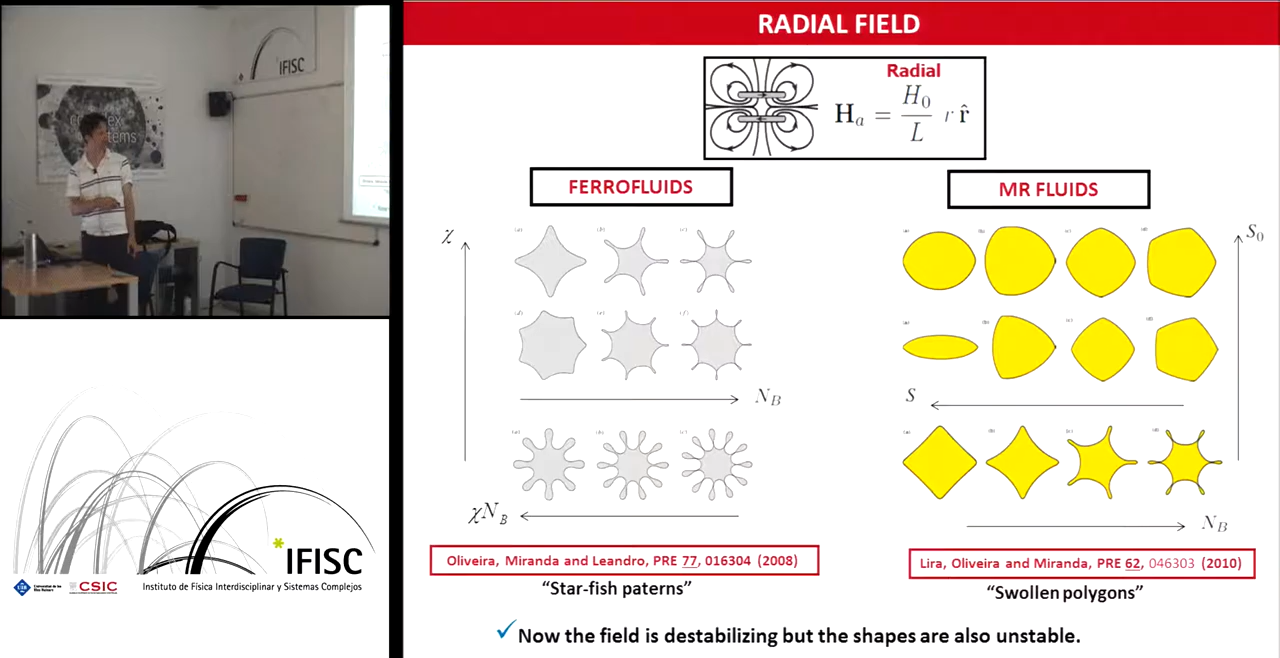 IFISC
complex
systems
RADIAL FIELD
Radial
H_a = H_0/L r r̂
FERROFLUIDS
MR FLUIDS
χ
(a) (b) (c)
(d) (e) (f)
N_B
(a) (b) (c)
χN_B
S_0
(a) (b) (c) (d)
(a) (b) (c) (d)
S
(a) (b) (c) (d)
N_B
Oliveira, Miranda and Leandro, PRE 77, 016304 (2008)
Lira, Oliveira and Miranda, PRE 62, 046303 (2010)
“Star-fish paterns”
“Swollen polygons”
✓Now the field is destabilizing but the shapes are also unstable.
*IFISC
CSIC
Instituto de Física Interdisciplinar y Sistemas Complejos